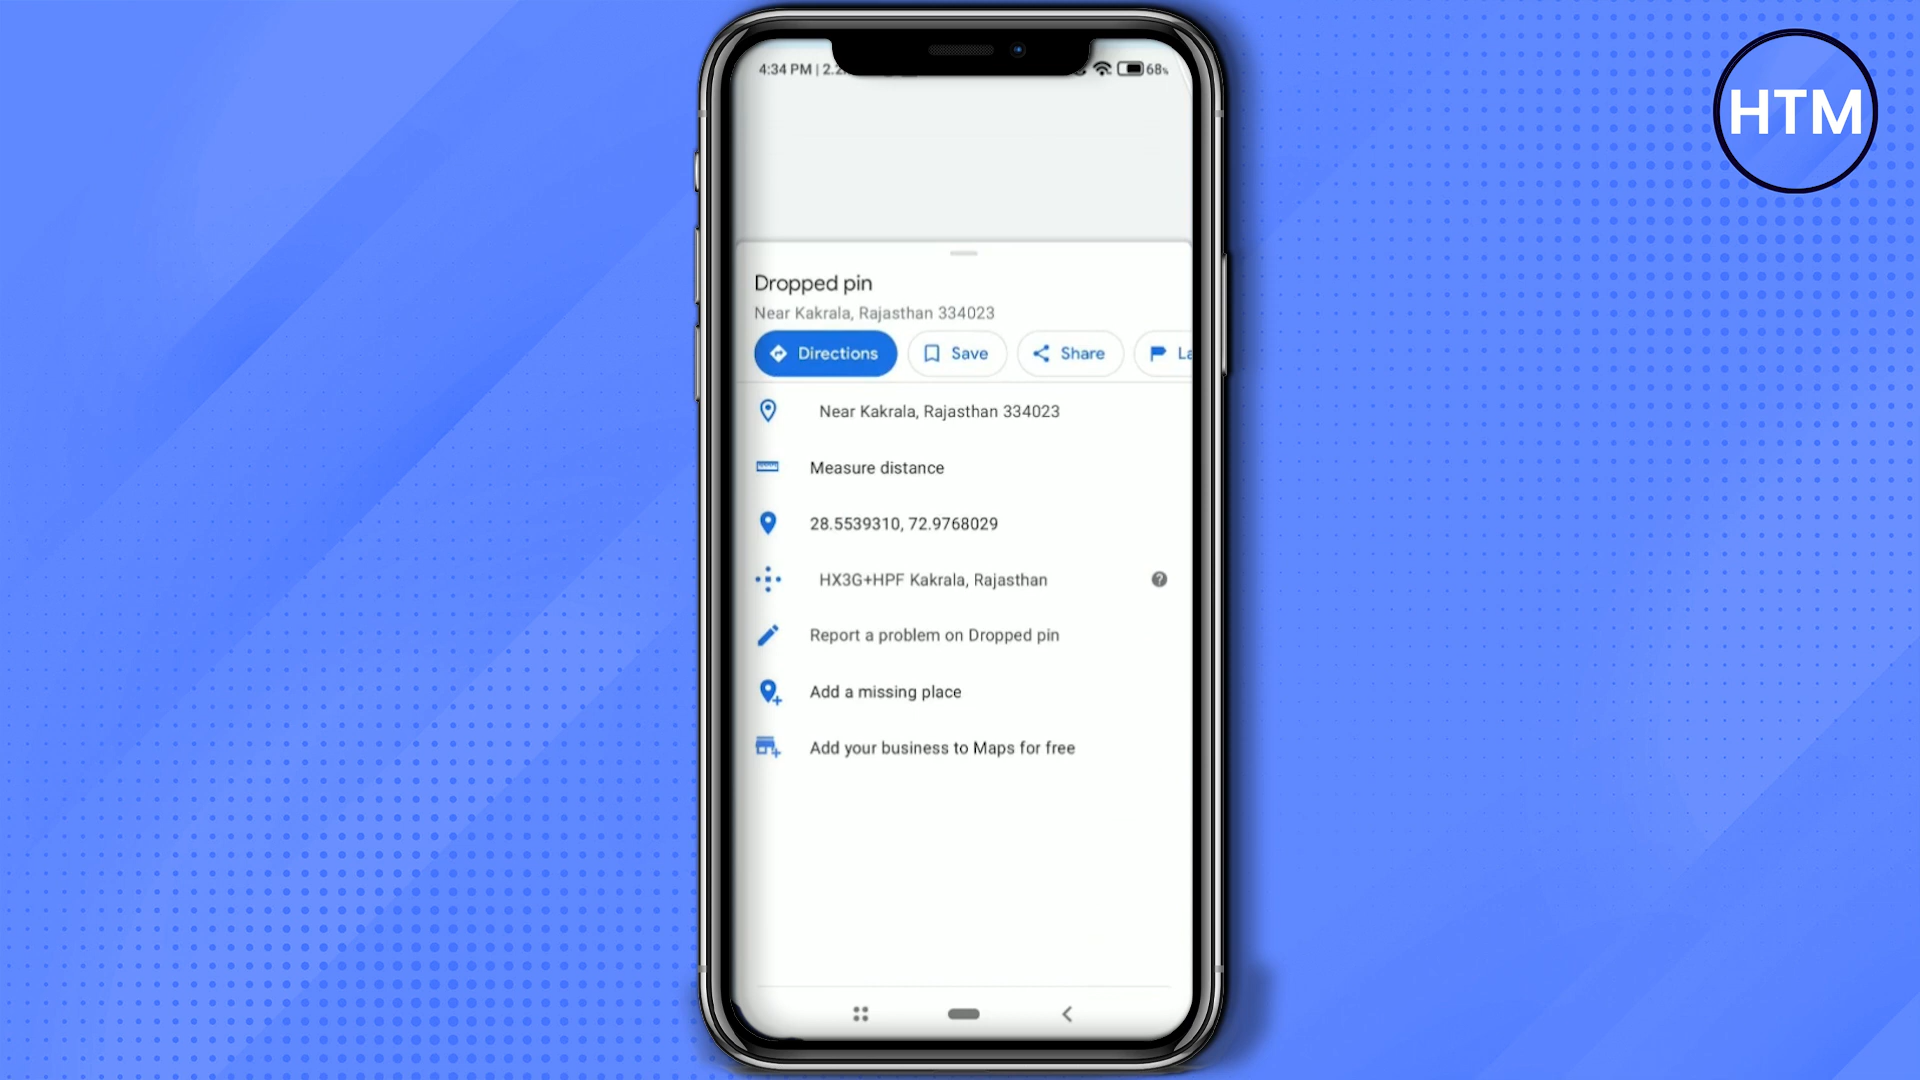 HTM
4:34 PM | 2.2
68%
Dropped pin
Near Kakrala, Rajasthan 334023
Directions
Save
Share
La
Near Kakrala, Rajasthan 334023
Measure distance
28.5539310, 72.9768029
HX3G+HPF Kakrala, Rajasthan
?
Report a problem on Dropped pin
Add a missing place
Add your business to Maps for free